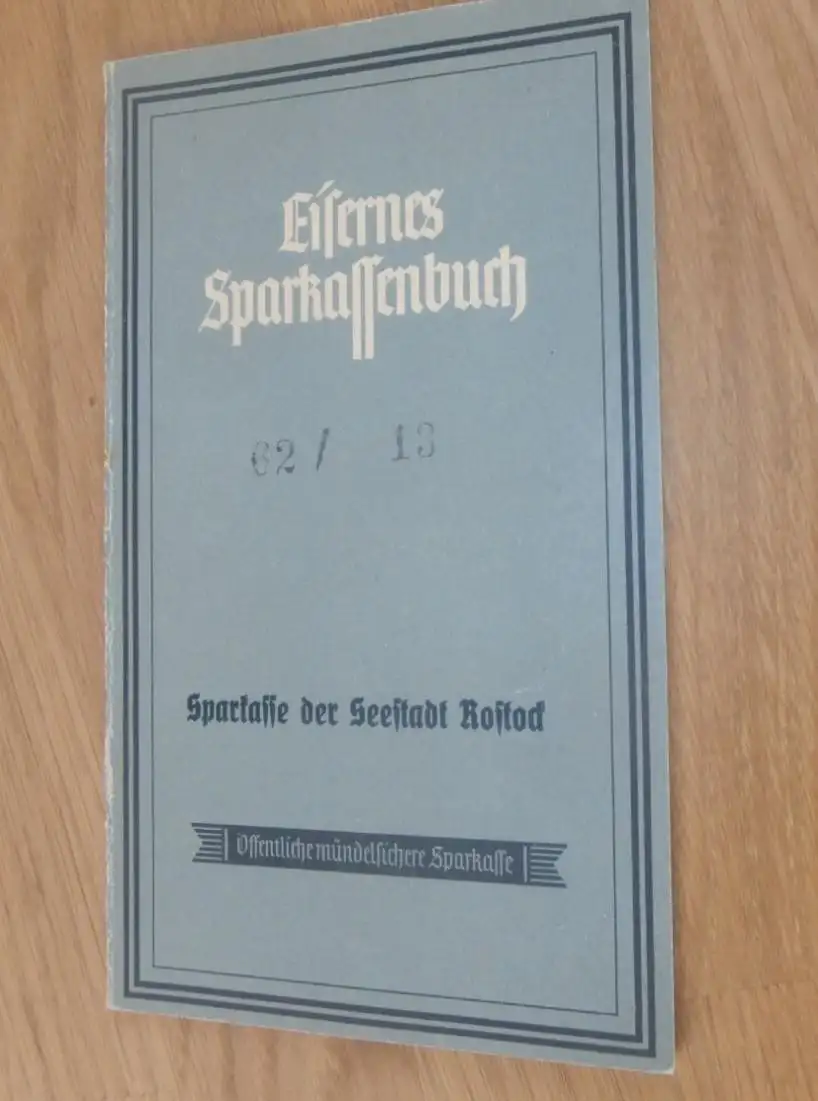 Eisernes
Sparkassenbuch
62 / 13
Sparkasse der Seestadt Rostock
Öffentliche mündelsichere Sparkasse